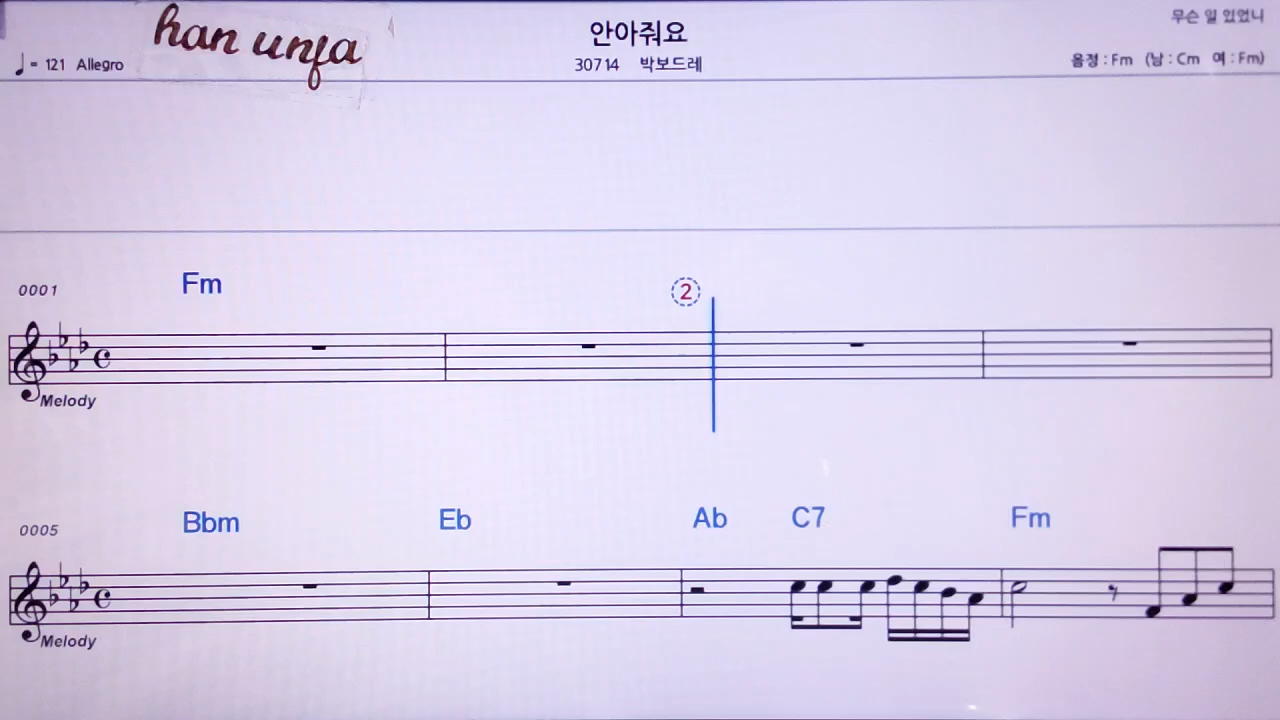 han unfa
안아줘요
무슨 일 있었니
♩= 121 Allegro
30714 박보드레
음정 : Fm (남 : Cm 여 : Fm)
0001
Fm
2
Melody
0005
Bbm
Eb
Ab
C7
Fm
Melody